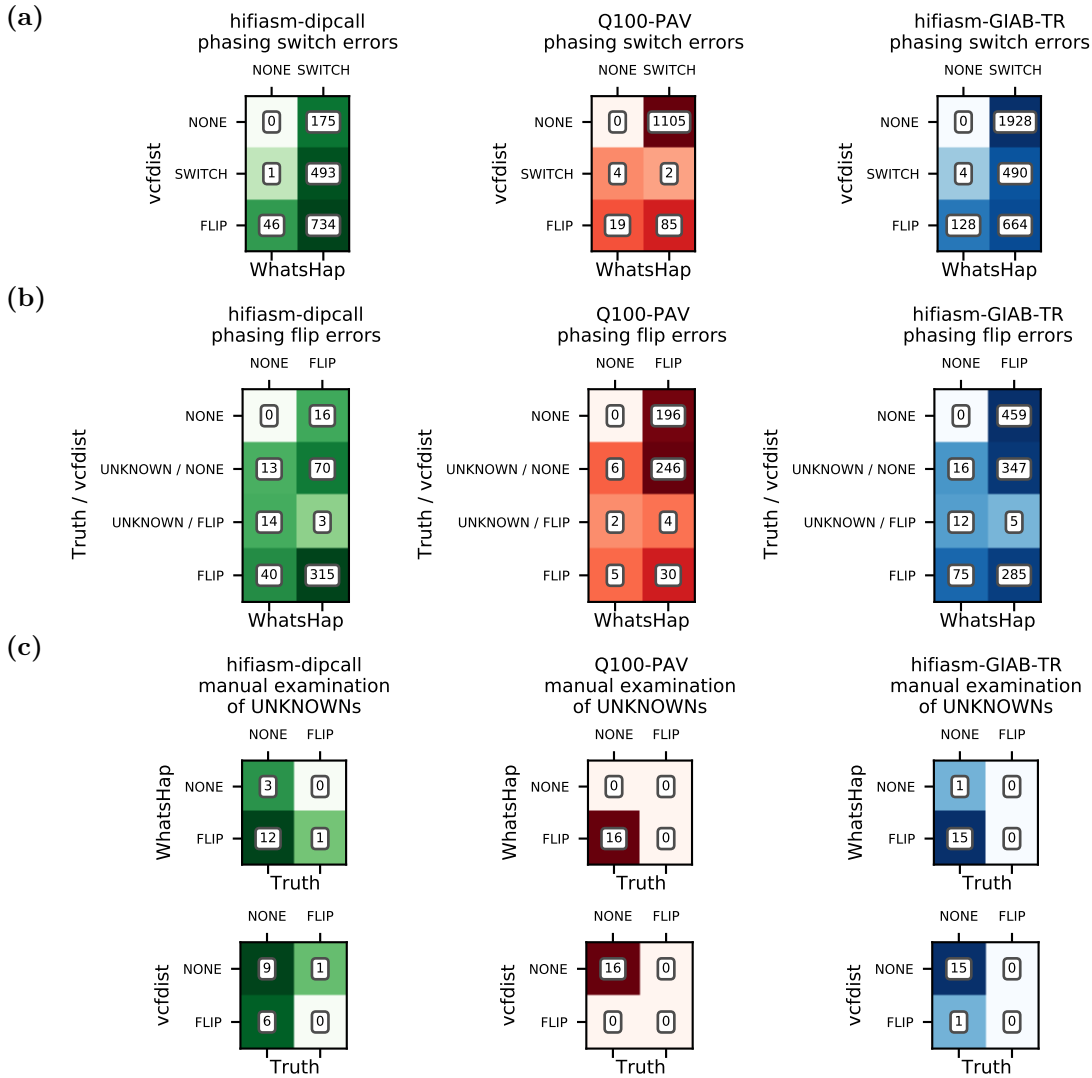 (a)
hifiasm-dipcall
phasing switch errors
NONE SWITCH
NONE 0 175
SWITCH 1 493
FLIP 46 734
vcfdist
WhatsHap
Q100-PAV
phasing switch errors
NONE SWITCH
NONE 0 1105
SWITCH 4 2
FLIP 19 85
vcfdist
WhatsHap
hifiasm-GIAB-TR
phasing switch errors
NONE SWITCH
NONE 0 1928
SWITCH 4 490
FLIP 128 664
vcfdist
WhatsHap
(b)
hifiasm-dipcall
phasing flip errors
NONE FLIP
NONE 0 16
UNKNOWN / NONE 13 70
UNKNOWN / FLIP 14 3
FLIP 40 315
Truth / vcfdist
WhatsHap
Q100-PAV
phasing flip errors
NONE FLIP
NONE 0 196
UNKNOWN / NONE 6 246
UNKNOWN / FLIP 2 4
FLIP 5 30
Truth / vcfdist
WhatsHap
hifiasm-GIAB-TR
phasing flip errors
NONE FLIP
NONE 0 459
UNKNOWN / NONE 16 347
UNKNOWN / FLIP 12 5
FLIP 75 285
Truth / vcfdist
WhatsHap
(c)
hifiasm-dipcall
manual examination
of UNKNOWNs
NONE FLIP
NONE 3 0
FLIP 12 1
WhatsHap
Truth
Q100-PAV
manual examination
of UNKNOWNs
NONE FLIP
NONE 0 0
FLIP 16 0
WhatsHap
Truth
hifiasm-GIAB-TR
manual examination
of UNKNOWNs
NONE FLIP
NONE 1 0
FLIP 15 0
WhatsHap
Truth
NONE FLIP
NONE 9 1
FLIP 6 0
vcfdist
Truth
NONE FLIP
NONE 16 0
FLIP 0 0
vcfdist
Truth
NONE FLIP
NONE 15 0
FLIP 1 0
vcfdist
Truth